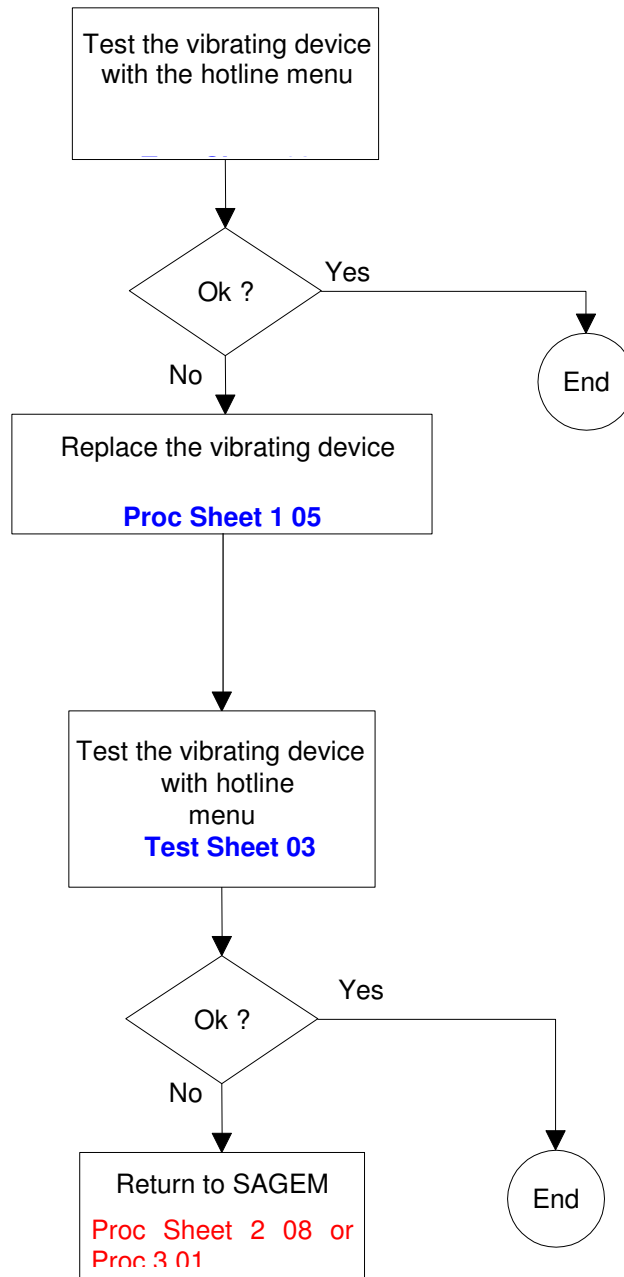 Test the vibrating device
with the hotline menu
Ok ?
Yes
No
End
Replace the vibrating device
Proc Sheet 1 05
Test the vibrating device
with hotline
menu
Test Sheet 03
Ok ?
Yes
No
End
Return to SAGEM
Proc Sheet 2 08 or
Proc 3 01